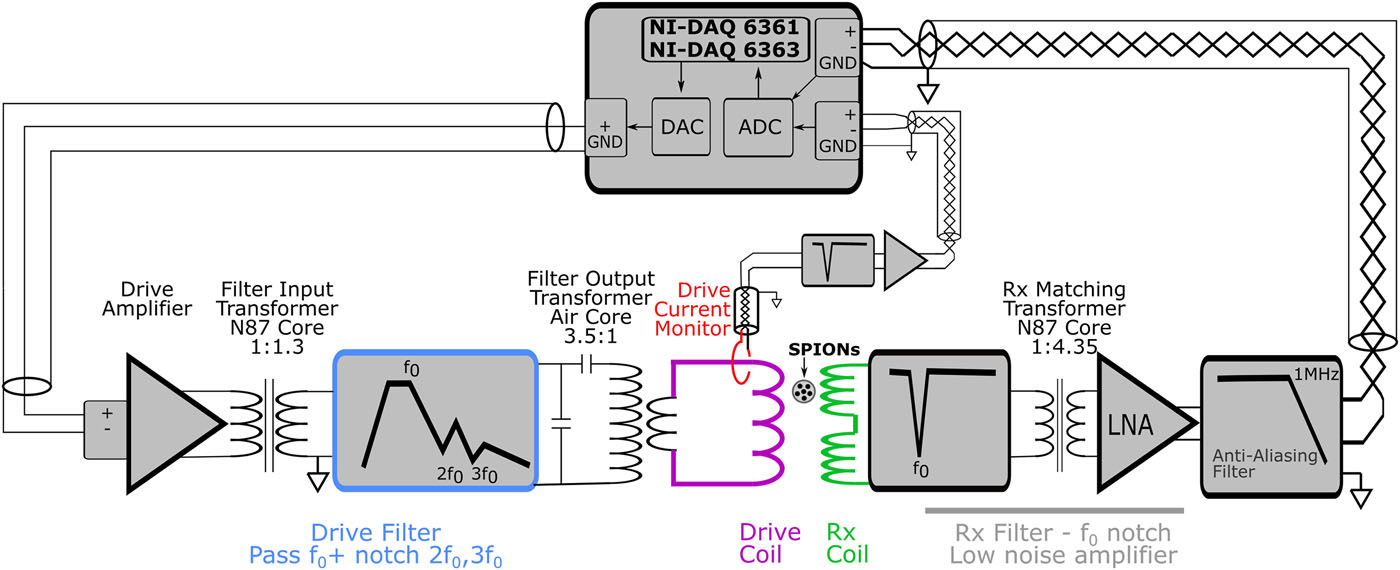 NI-DAQ 6361
NI-DAQ 6363
+
-
GND
+
GND
DAC
ADC
+
-
GND
Drive
Amplifier
Filter Input
Transformer
N87 Core
1:1.3
Filter Output
Transformer
Air Core
3.5:1
Drive
Current
Monitor
SPIONs
Rx Matching
Transformer
N87 Core
1:4.35
+
-
f₀
2f₀ 3f₀
f₀
LNA
1MHz
Anti-Aliasing
Filter
Drive Filter
Pass f₀+ notch 2f₀,3f₀
Drive
Coil
Rx
Coil
Rx Filter - f₀ notch
Low noise amplifier